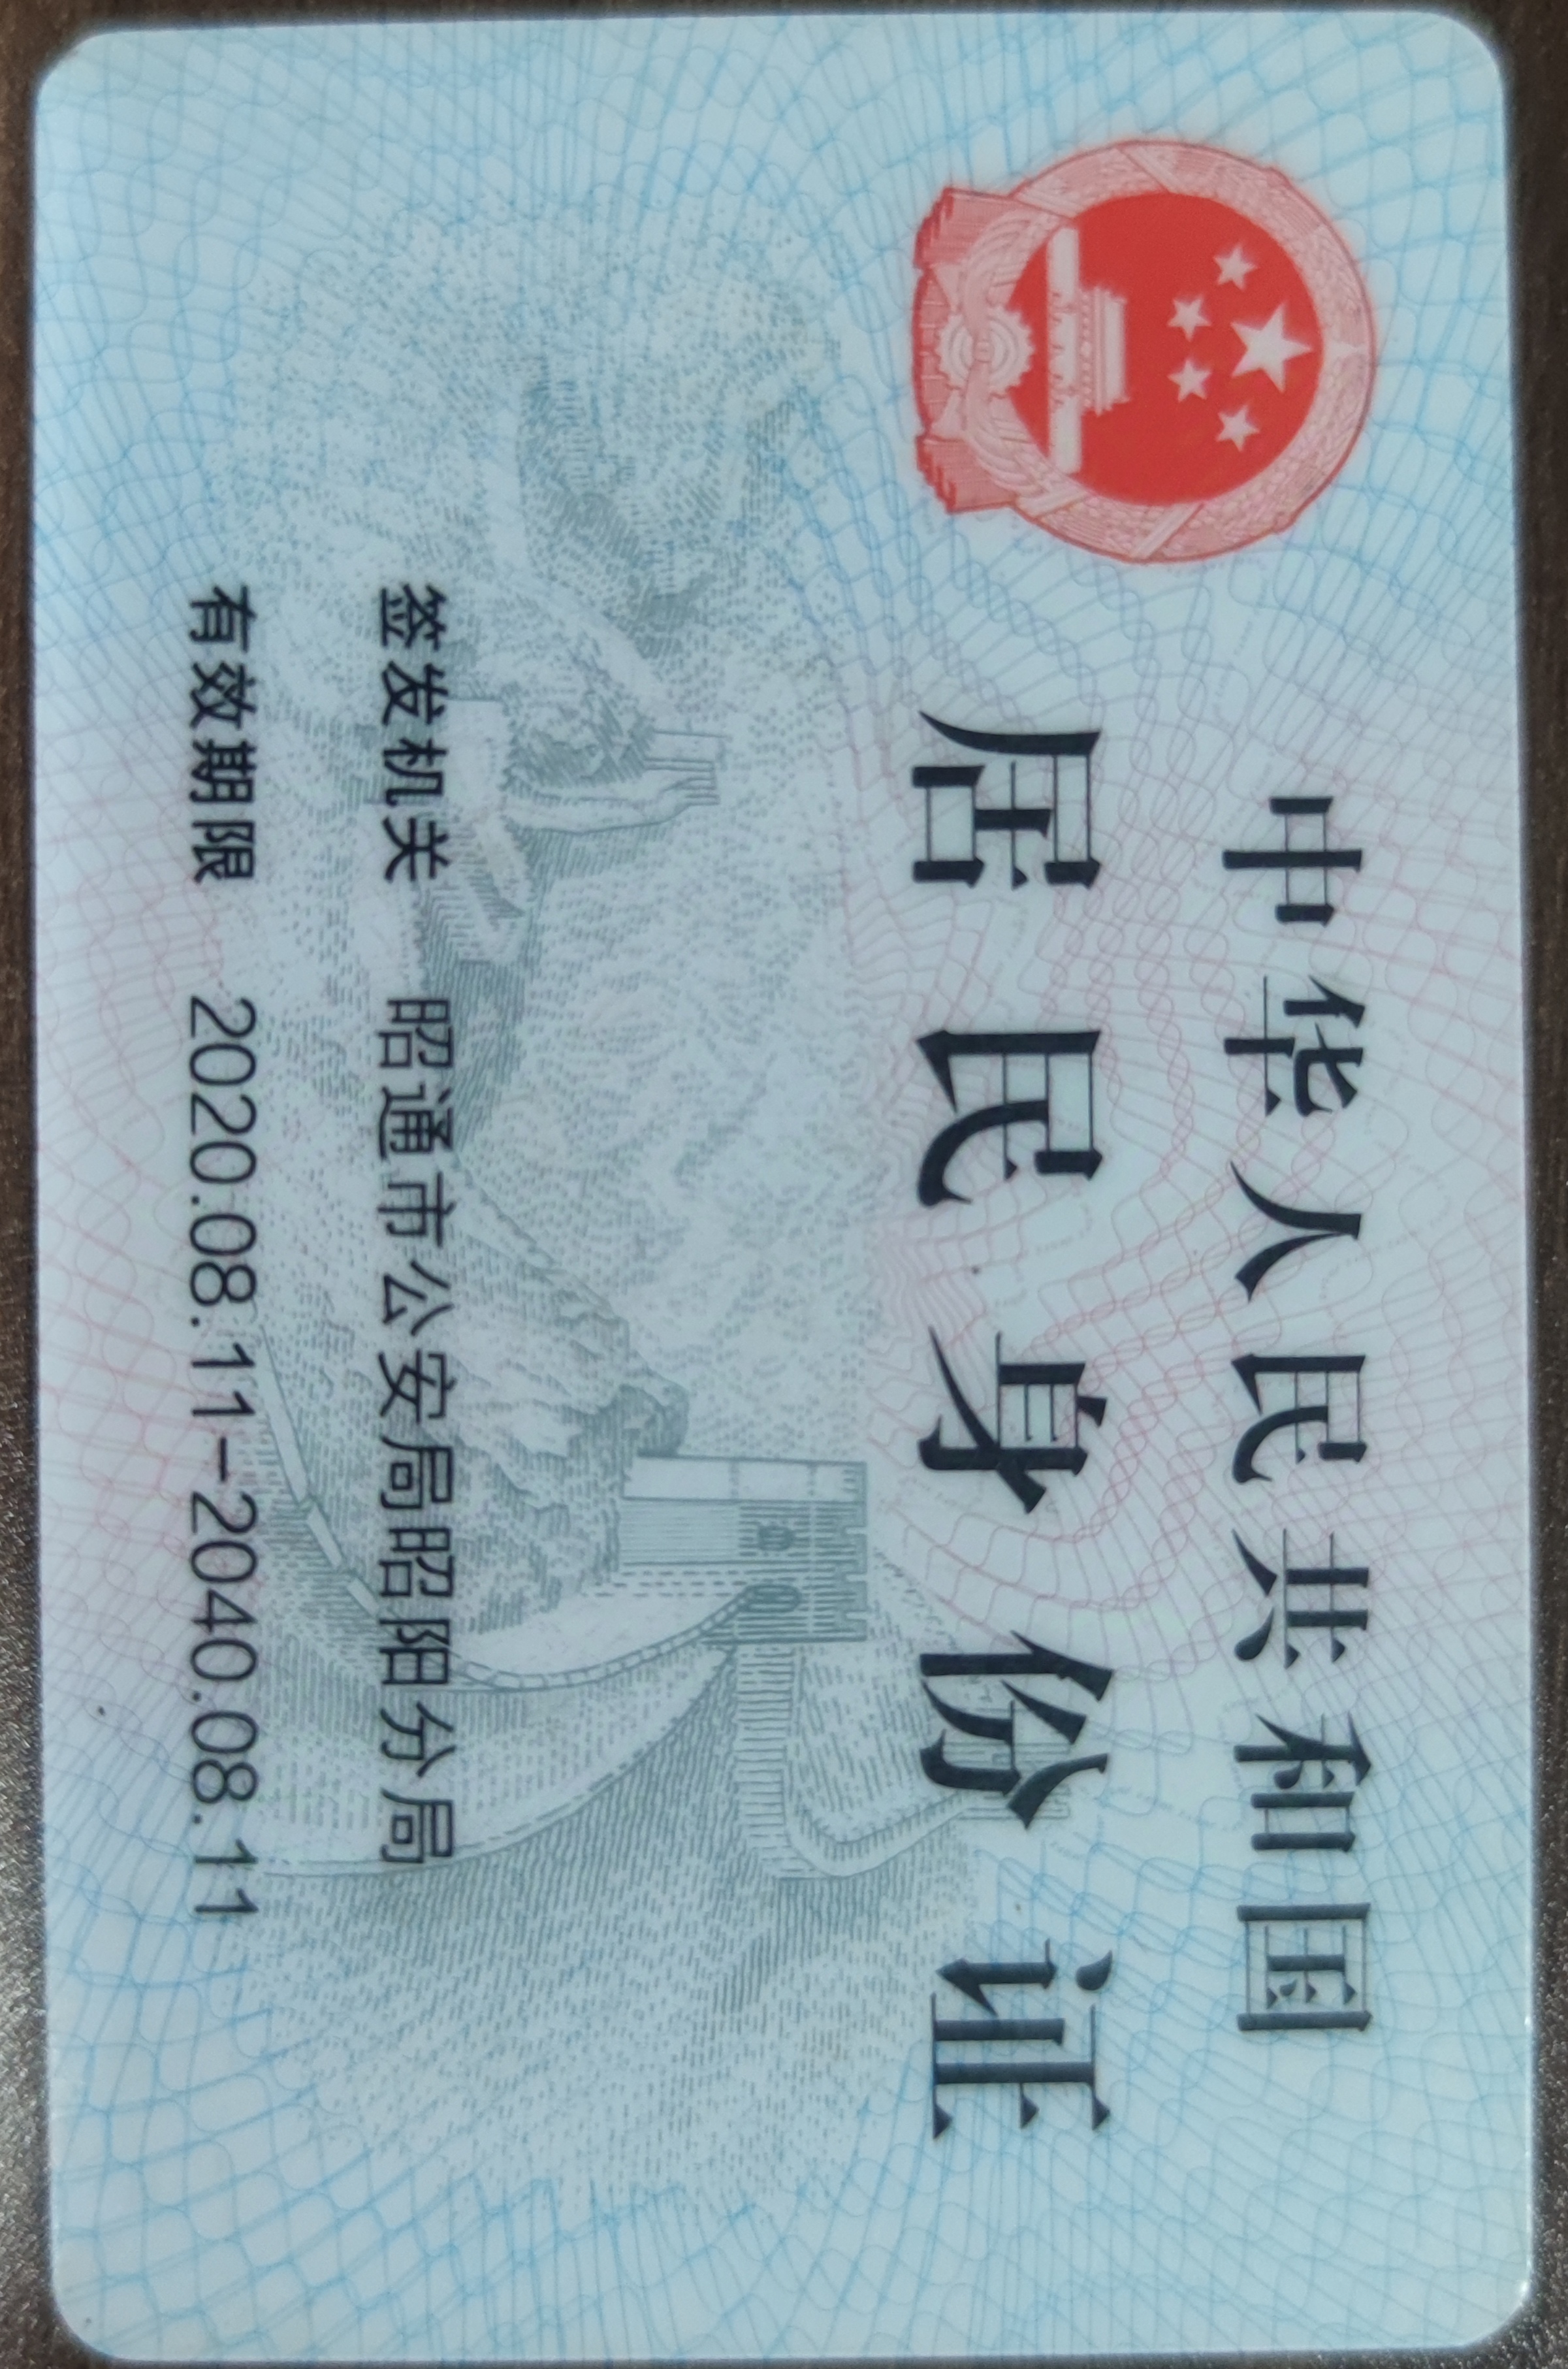 中华人民共和国
居民身份证
签发机关 昭通市公安局昭阳分局
有效期限 2020.08.11-2040.08.11